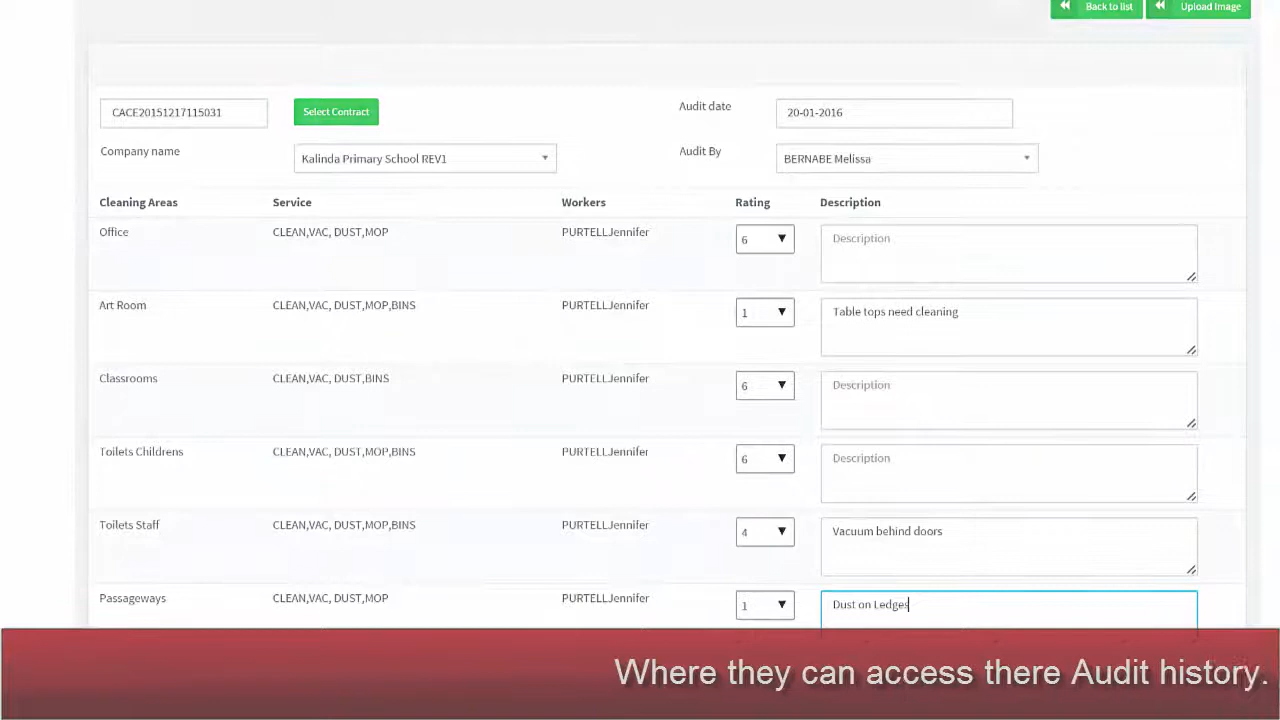 Back to list Upload Image
CACE20151217115031 Select Contract Audit date 20-01-2016
Company name Kalinda Primary School REV1 Audit By BERNABE Melissa
Cleaning Areas Service Workers Rating Description
Office CLEAN,VAC, DUST,MOP PURTELLJennifer 6 Description
Art Room CLEAN,VAC, DUST,MOP,BINS PURTELLJennifer 1 Table tops need cleaning
Classrooms CLEAN,VAC, DUST,BINS PURTELLJennifer 6 Description
Toilets Childrens CLEAN,VAC, DUST,MOP,BINS PURTELLJennifer 6 Description
Toilets Staff CLEAN,VAC, DUST,MOP,BINS PURTELLJennifer 4 Vacuum behind doors
Passageways CLEAN,VAC, DUST,MOP PURTELLJennifer 1 Dust on Ledges
Where they can access there Audit history.